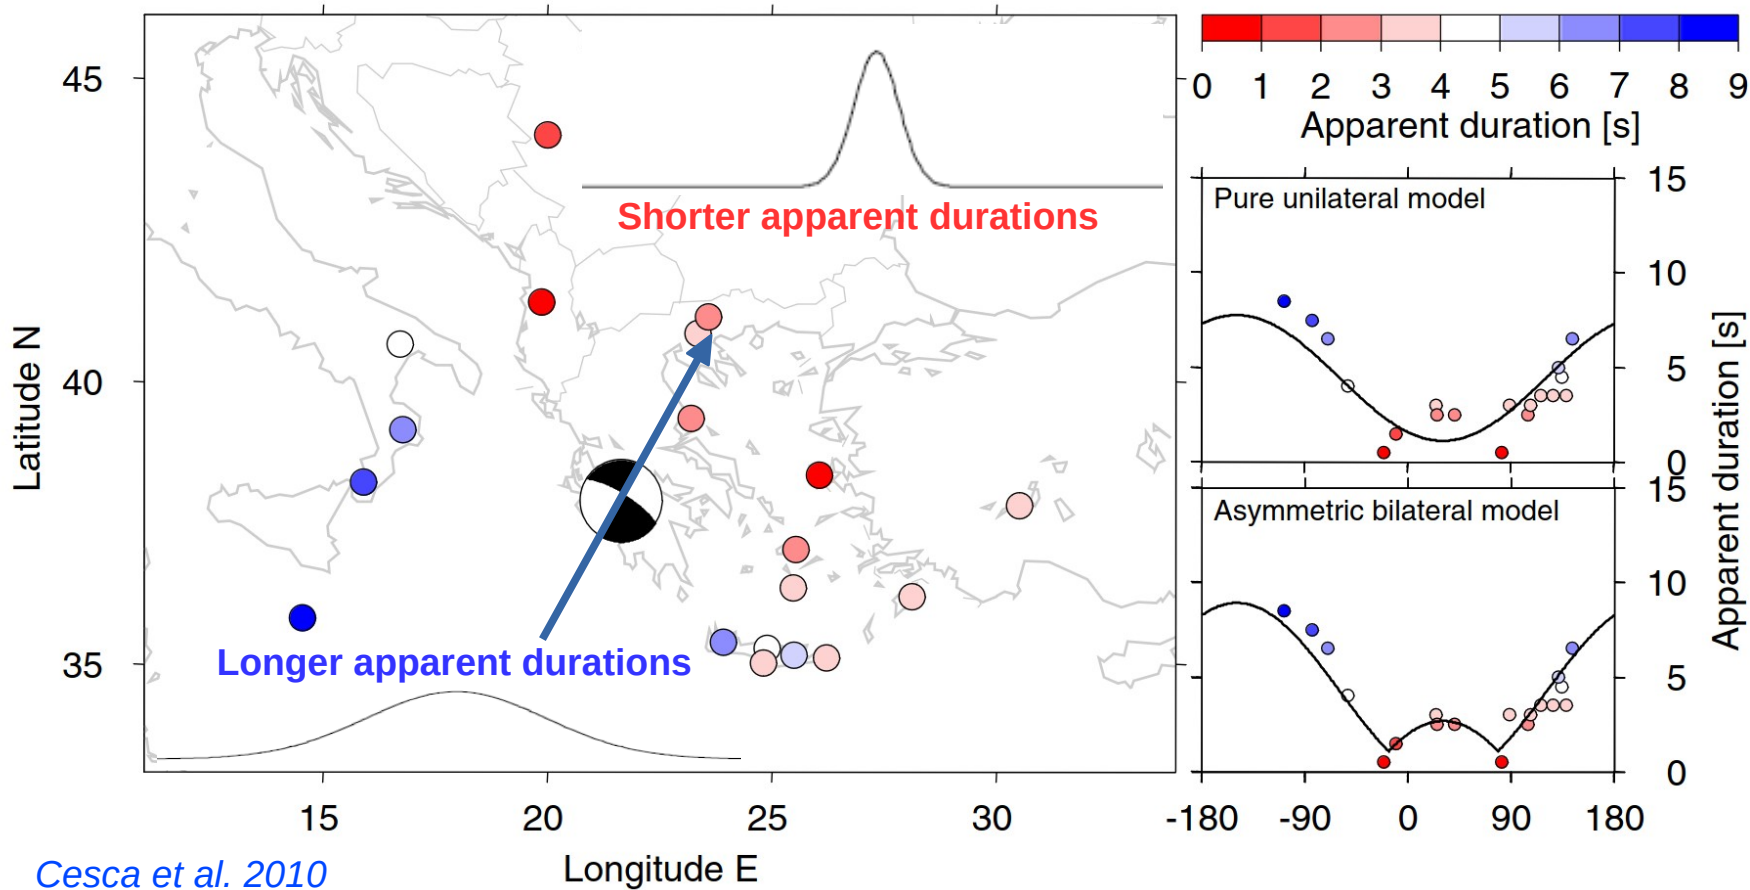 45
40
35
Latitude N
15
20
25
30
Longitude E
Shorter apparent durations
Longer apparent durations
Cesca et al. 2010
0 1 2 3 4 5 6 7 8 9
Apparent duration [s]
Pure unilateral model
15
10
5
0
Asymmetric bilateral model
15
10
5
0
Apparent duration [s]
-180 -90 0 90 180